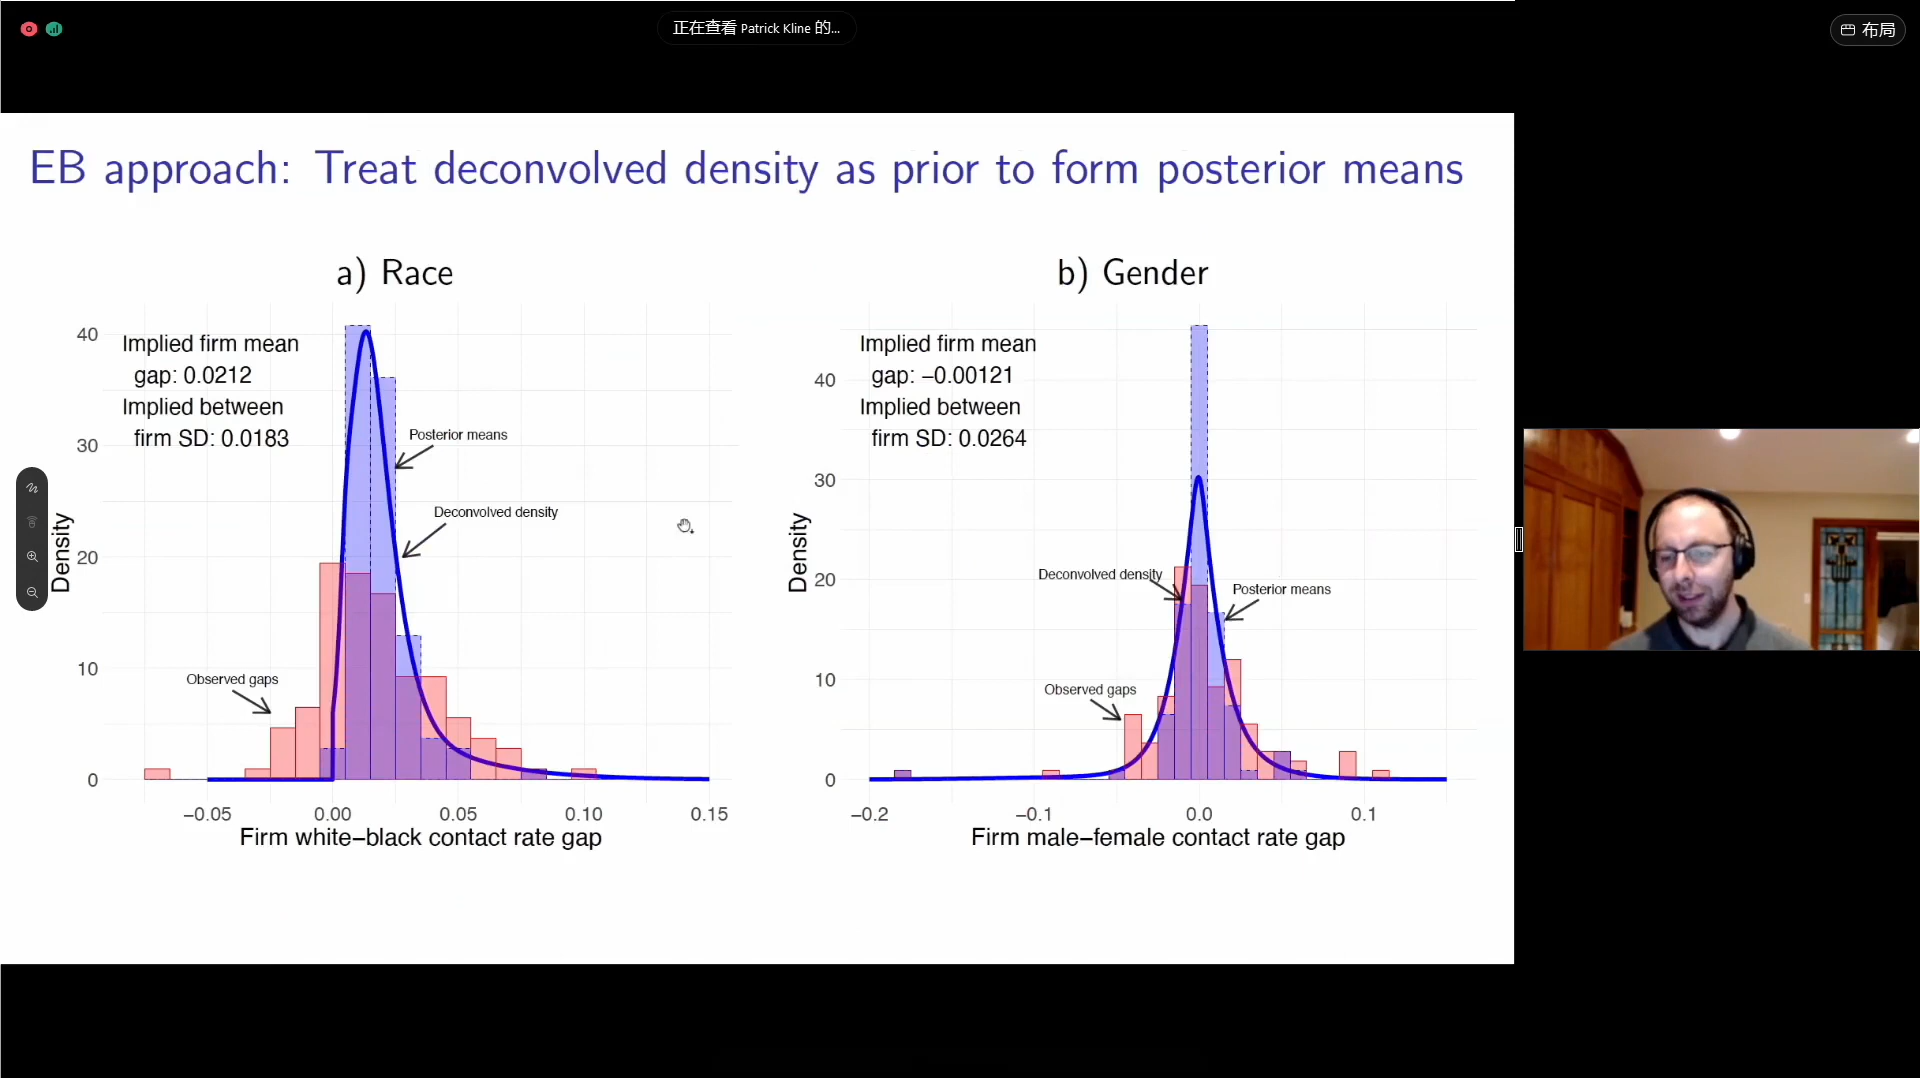 正在查看 Patrick Kline 的...
布局
EB approach: Treat deconvolved density as prior to form posterior means
a) Race
Implied firm mean
gap: 0.0212
Implied between
firm SD: 0.0183
Posterior means
Deconvolved density
Observed gaps
Density
40
30
20
10
0
−0.05
0.00
0.05
0.10
0.15
Firm white−black contact rate gap
b) Gender
Implied firm mean
gap: −0.00121
Implied between
firm SD: 0.0264
Deconvolved density
Posterior means
Observed gaps
Density
40
30
20
10
0
−0.2
−0.1
0.0
0.1
Firm male−female contact rate gap